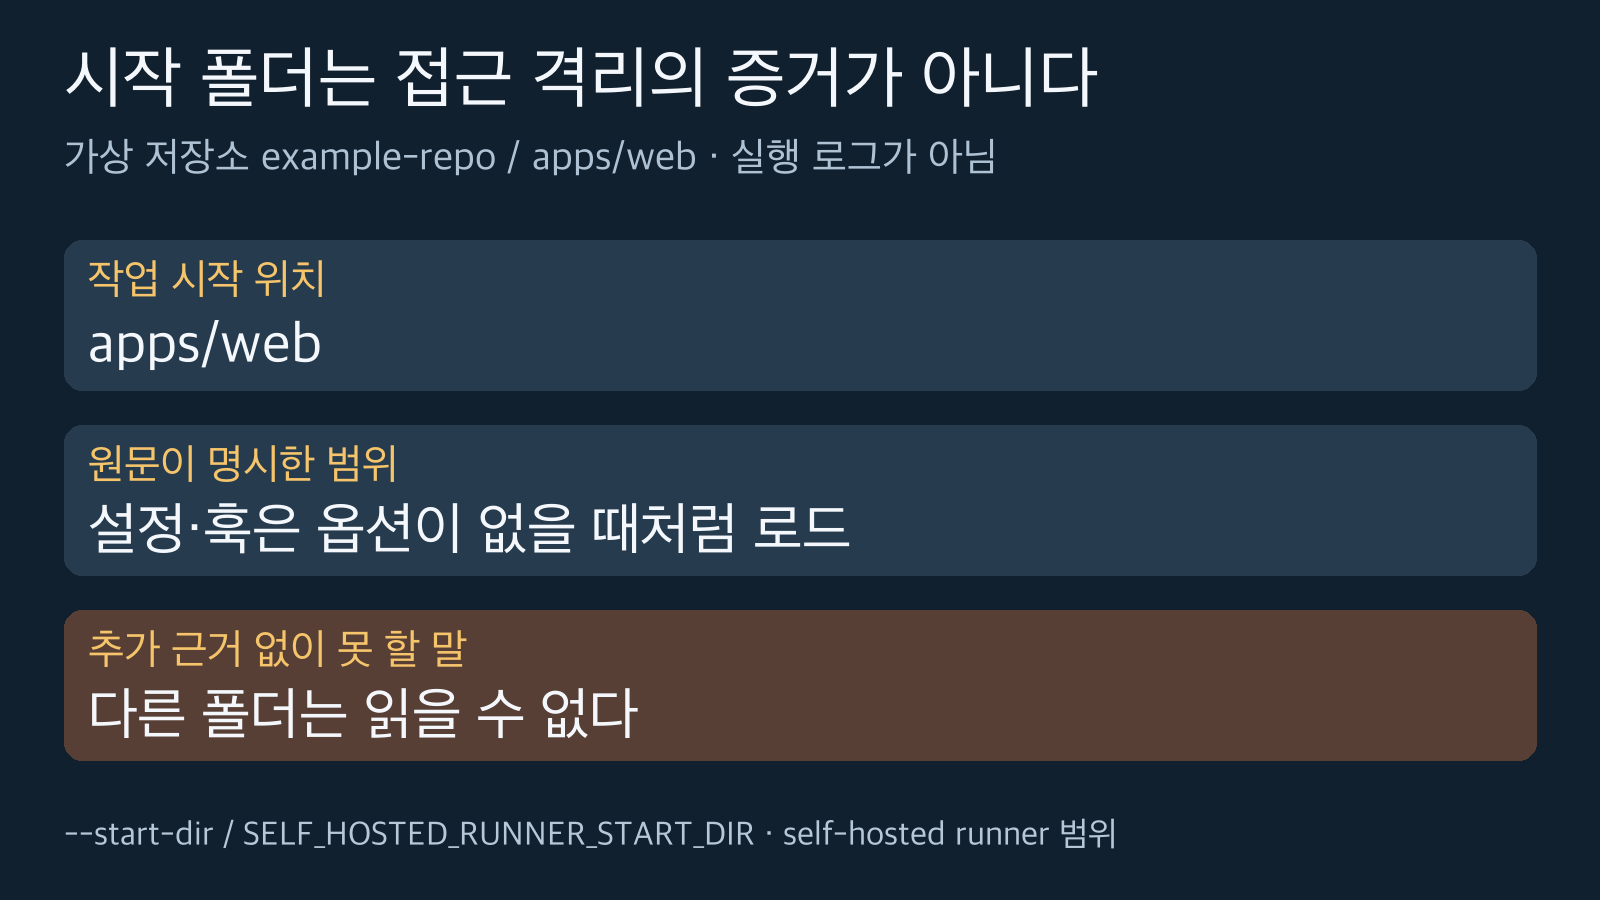 시작 폴더는 접근 격리의 증거가 아니다
가상 저장소 example-repo / apps/web · 실행 로그가 아님
작업 시작 위치
apps/web
원문이 명시한 범위
설정·훅은 옵션이 없을 때처럼 로드
추가 근거 없이 못 할 말
다른 폴더는 읽을 수 없다
--start-dir / SELF_HOSTED_RUNNER_START_DIR · self-hosted runner 범위